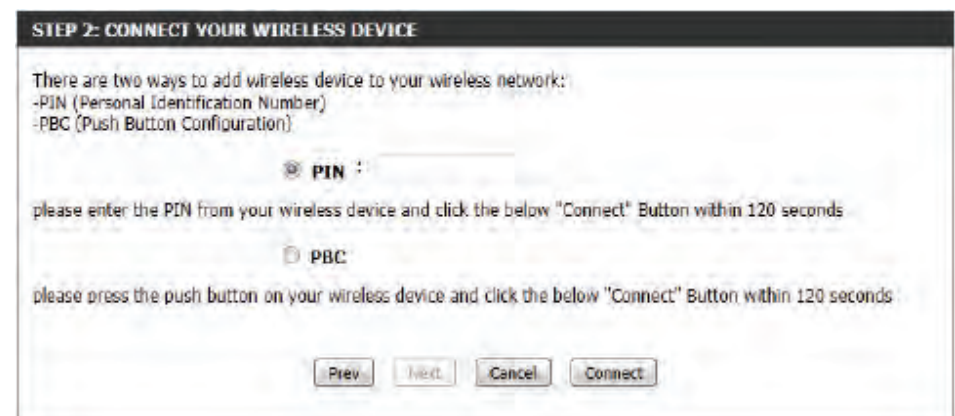 STEP 2: CONNECT YOUR WIRELESS DEVICE
There are two ways to add wireless device to your wireless network:
-PIN (Personal Identification Number)
-PBC (Push Button Configuration)
PIN :
please enter the PIN from your wireless device and click the below "Connect" Button within 120 seconds
PBC
please press the push button on your wireless device and click the below "Connect" Button within 120 seconds
Prev Next Cancel Connect